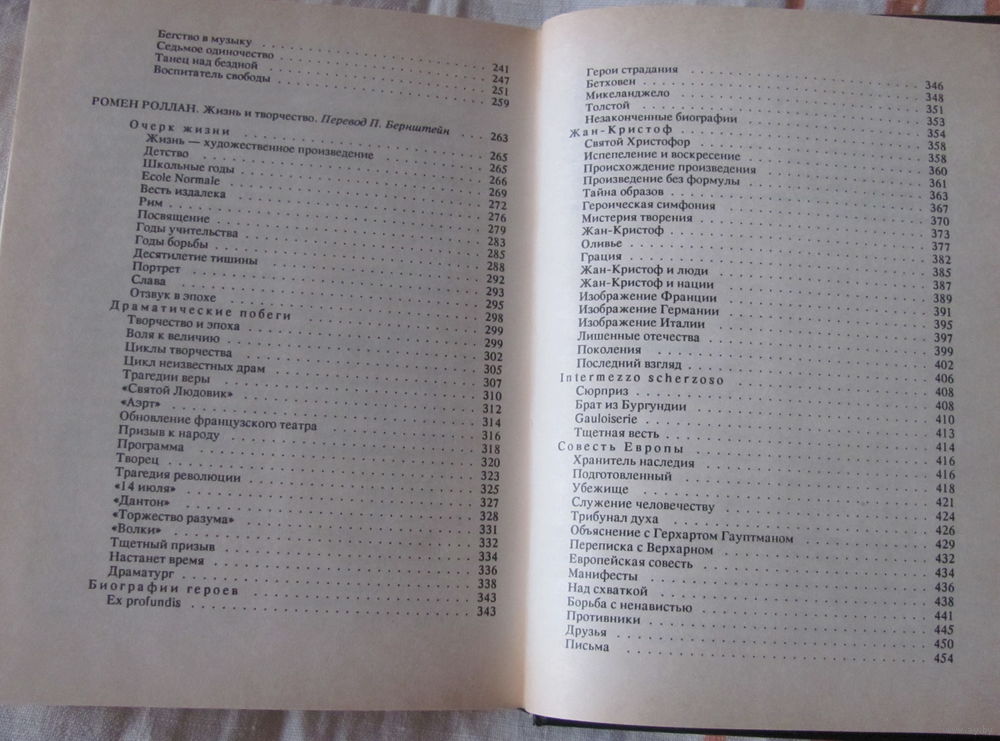 Бегство в музыку 241
Седьмое одиночество 247
Танец над бездной 251
Воспитатель свободы 259
РОМЕН РОЛЛАН. Жизнь и творчество. Перевод П. Бернштейн 263
Очерк жизни 265
Жизнь — художественное произведение 265
Детство 266
Школьные годы 269
Ecole Normale 272
Весть издалека 276
Рим 279
Посвящение 283
Годы учительства 285
Годы борьбы 288
Десятилетие тишины 292
Портрет 293
Слава 295
Отзвук в эпохе 298
Драматические побеги 299
Творчество и эпоха 299
Воля к величию 302
Циклы творчества 305
Цикл неизвестных драм 307
Трагедии веры 310
«Святой Людовик» 312
«Аэрт» 314
Обновление французского театра 316
Призыв к народу 318
Программа 320
Творец 323
Трагедия революции 325
«14 июля» 327
«Дантон» 328
«Торжество разума» 331
«Волки» 332
Тщетный призыв 334
Настанет время 336
Драматург 338
Биографии героев 343
Ex profundis 343
Герои страдания 346
Бетховен 348
Микеланджело 351
Толстой 353
Незаконченные биографии 354
Жан-Кристоф 358
Святой Христофор 358
Испепеление и воскресение 360
Происхождение произведения 361
Произведение без формулы 363
Тайна образов 367
Героическая симфония 370
Мистерия творения 373
Жан-Кристоф 377
Оливье 382
Грация 385
Жан-Кристоф и люди 387
Жан-Кристоф и нации 389
Изображение Франции 391
Изображение Германии 395
Изображение Италии 397
Лишенные отечества 399
Поколения 402
Последний взгляд 406
Intermezzo scherzoso 408
Сюрприз 408
Брат из Бургундии 410
Gauloiserie 413
Тщетная весть 414
Совесть Европы 416
Хранитель наследия 416
Подготовленный 418
Убежище 421
Служение человечеству 424
Трибунал духа 426
Объяснение с Герхартом Гауптманом 429
Переписка с Верхарном 432
Европейская совесть 434
Манифесты 436
Над схваткой 438
Борьба с ненавистью 441
Противники 445
Друзья 450
Письма 454